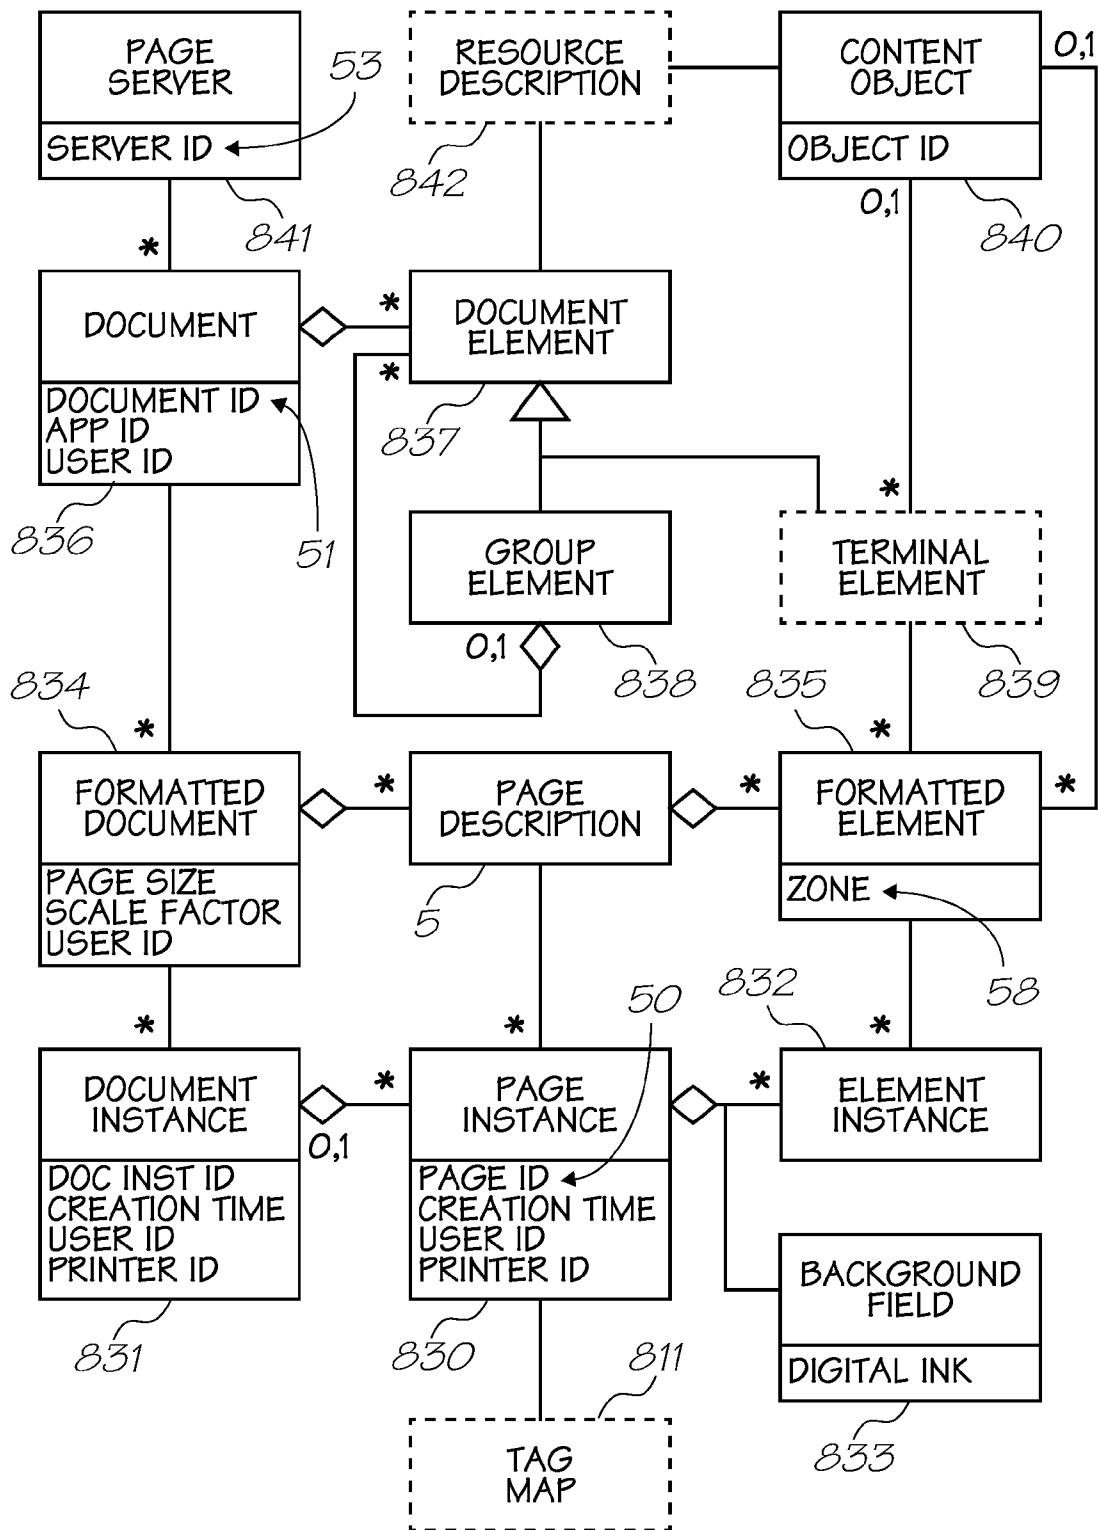 PAGE
SERVER
SERVER ID
53
841
RESOURCE
DESCRIPTION
842
CONTENT
OBJECT
OBJECT ID
0,1
0,1
840
*
DOCUMENT
DOCUMENT ID
APP ID
USER ID
836
51
*
*
DOCUMENT
ELEMENT
837
GROUP
ELEMENT
0,1
838
*
TERMINAL
ELEMENT
839
834
*
FORMATTED
DOCUMENT
PAGE SIZE
SCALE FACTOR
USER ID
*
PAGE
DESCRIPTION
5
*
835
*
FORMATTED
ELEMENT
*
ZONE
58
*
DOCUMENT
INSTANCE
0,1
DOC INST ID
CREATION TIME
USER ID
PRINTER ID
831
*
*
50
PAGE
INSTANCE
PAGE ID
CREATION TIME
USER ID
PRINTER ID
830
*
832
*
ELEMENT
INSTANCE
BACKGROUND
FIELD
DIGITAL INK
833
811
TAG
MAP